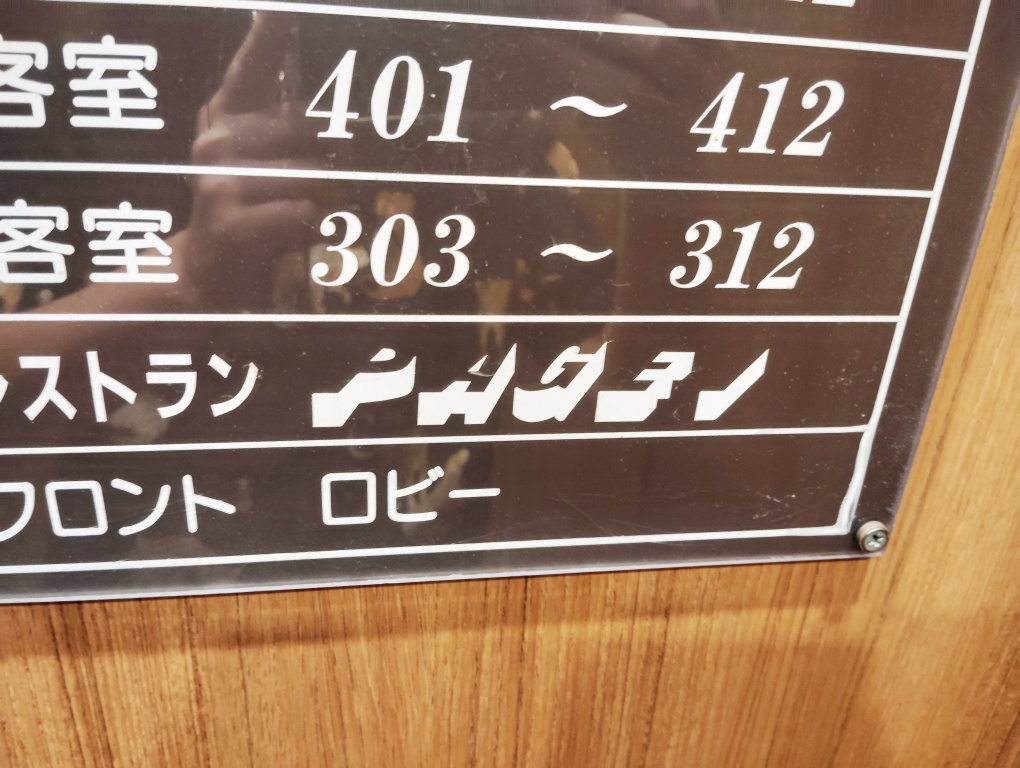 客室 401 ～ 412
客室 303 ～ 312
ストラン
フロント ロビー